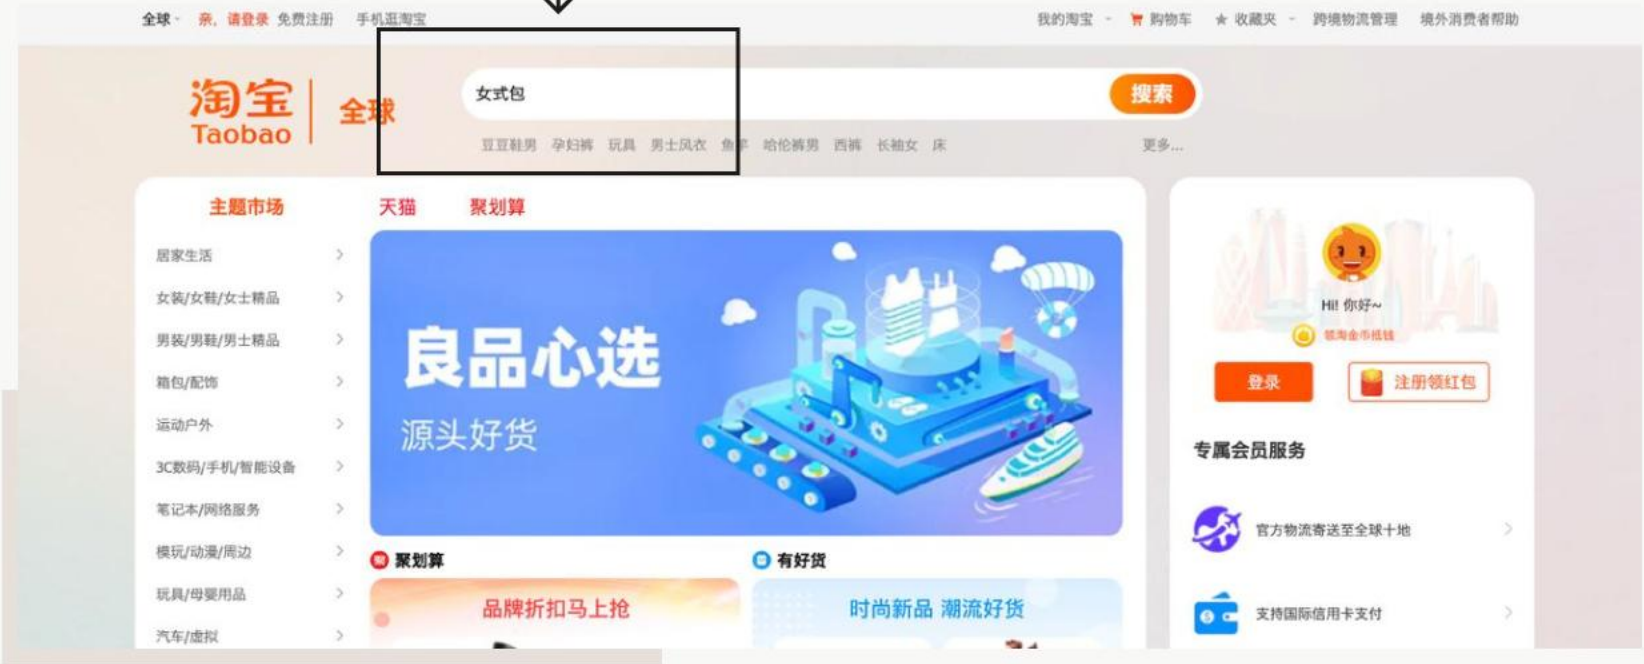 全球 亲，请登录 免费注册 手机逛淘宝 我的淘宝 购物车 收藏夹 跨境物流管理 境外消费者帮助
淘宝 全球
Taobao
女式包 搜索
豆豆鞋男 孕妇裤 玩具 男士风衣 鱼竿 哈伦裤男 西裤 长袖女 床 更多...
主题市场 天猫 聚划算
居家生活
女装/女鞋/女士精品
男装/男鞋/男士精品
箱包/配饰
运动户外
3C数码/手机/智能设备
笔记本/网络服务
模玩/动漫/周边
玩具/母婴用品
汽车/虚拟
良品心选
源头好货
聚划算
品牌折扣马上抢
有好货
时尚新品 潮流好货
Hi! 你好~
领淘金币抵钱
登录 注册领红包
专属会员服务
官方物流寄送至全球十地
支持国际信用卡支付